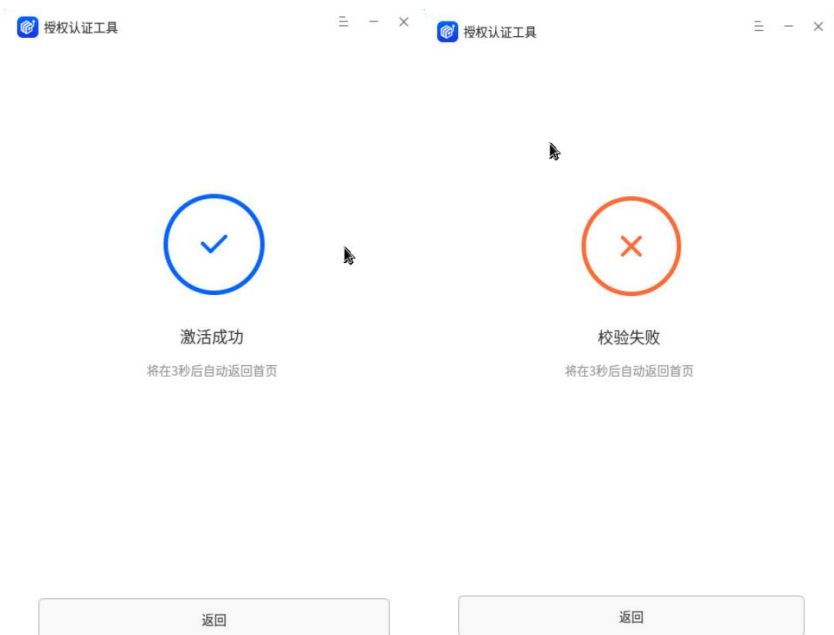 授权认证工具
激活成功
将在3秒后自动返回首页
返回
授权认证工具
校验失败
将在3秒后自动返回首页
返回